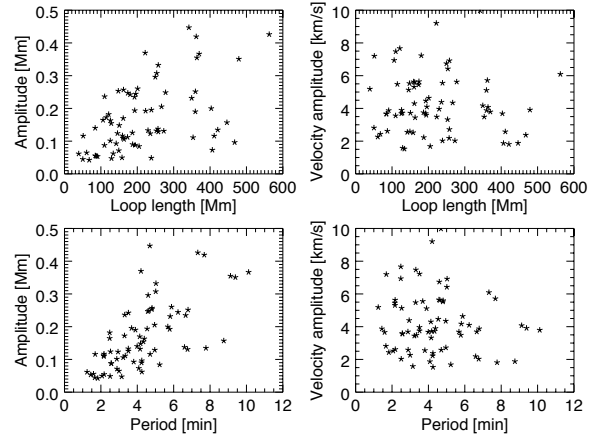 0.5
0.4
0.3
0.2
0.1
0.0
Amplitude [Mm]
0 100 200 300 400 500 600
Loop length [Mm]
10
8
6
4
2
0
Velocity amplitude [km/s]
0 100 200 300 400 500 600
Loop length [Mm]
0.5
0.4
0.3
0.2
0.1
0.0
Amplitude [Mm]
0 2 4 6 8 10 12
Period [min]
10
8
6
4
2
0
Velocity amplitude [km/s]
0 2 4 6 8 10 12
Period [min]